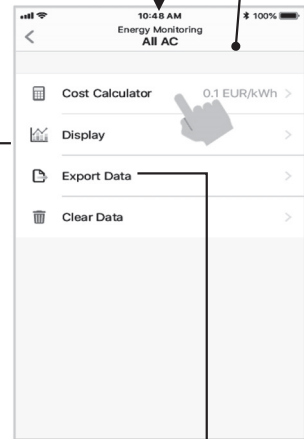 10:48 AM
100%
Energy Monitoring
All AC
Cost Calculator 0.1 EUR/kWh
Display
Export Data
Clear Data